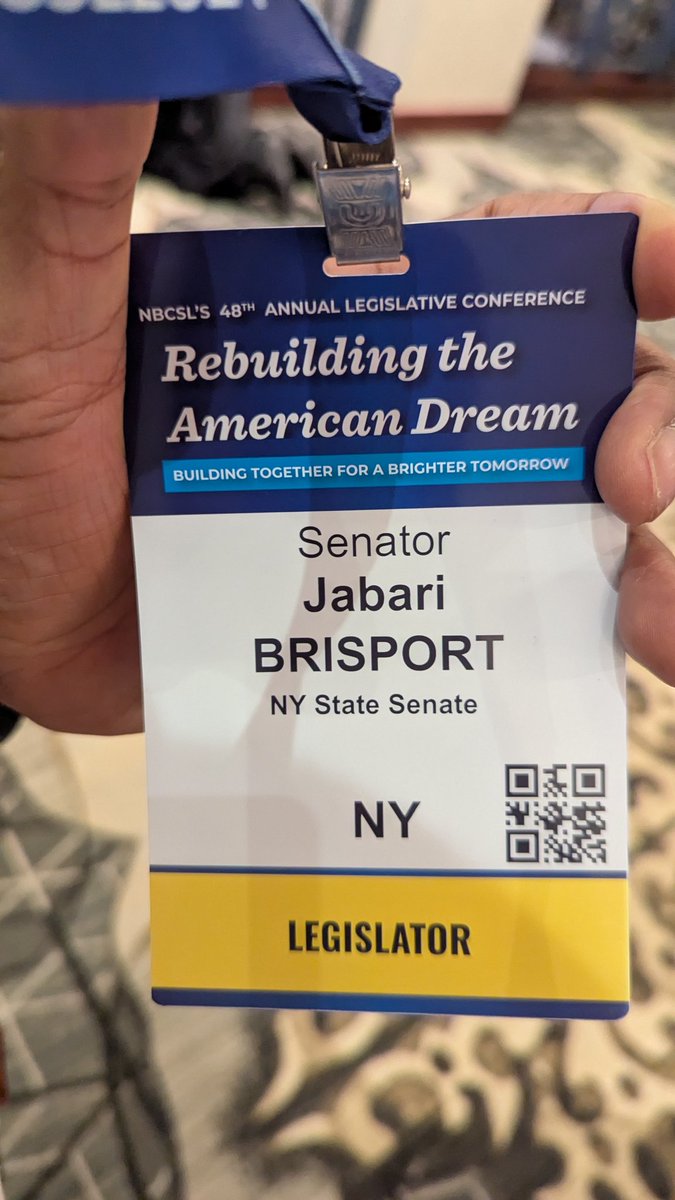 NBCSL'S 48TH ANNUAL LEGISLATIVE CONFERENCE
Rebuilding the
American Dream
BUILDING TOGETHER FOR A BRIGHTER TOMORROW
Senator
Jabari
BRISPORT
NY State Senate
NY
LEGISLATOR